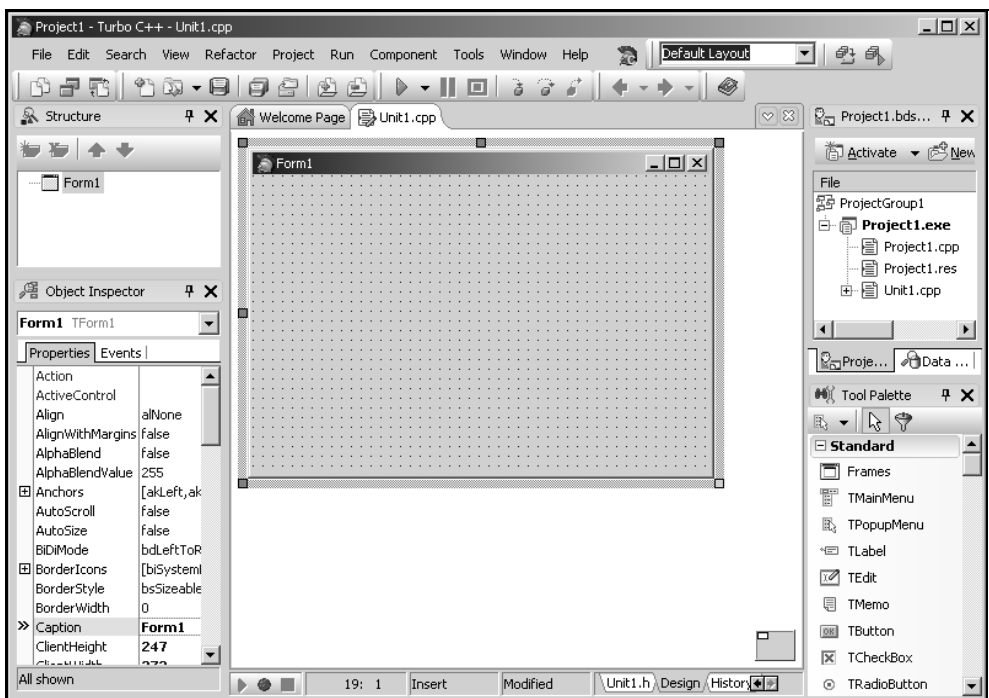 Project1 - Turbo C++ - Unit1.cpp
File Edit Search View Refactor Project Run Component Tools Window Help
Default Layout
Structure
Form1
Object Inspector
Form1 TForm1
Properties Events
Action
ActiveControl
Align alNone
AlignWithMargins false
AlphaBlend false
AlphaBlendValue 255
Anchors [akLeft,ak
AutoScroll false
AutoSize false
BiDiMode bdLeftToR
BorderIcons [biSystemM
BorderStyle bsSizeable
BorderWidth 0
Caption Form1
ClientHeight 247
ClientWidth 372
All shown
Welcome Page Unit1.cpp
Form1
19: 1 Insert Modified Unit1.h Design History
Project1.bds...
Activate New
File
ProjectGroup1
Project1.exe
Project1.cpp
Project1.res
Unit1.cpp
Proje... Data ...
Tool Palette
Standard
Frames
TMainMenu
TPopupMenu
TLabel
TEdit
TMemo
OK TButton
TCheckBox
TRadioButton